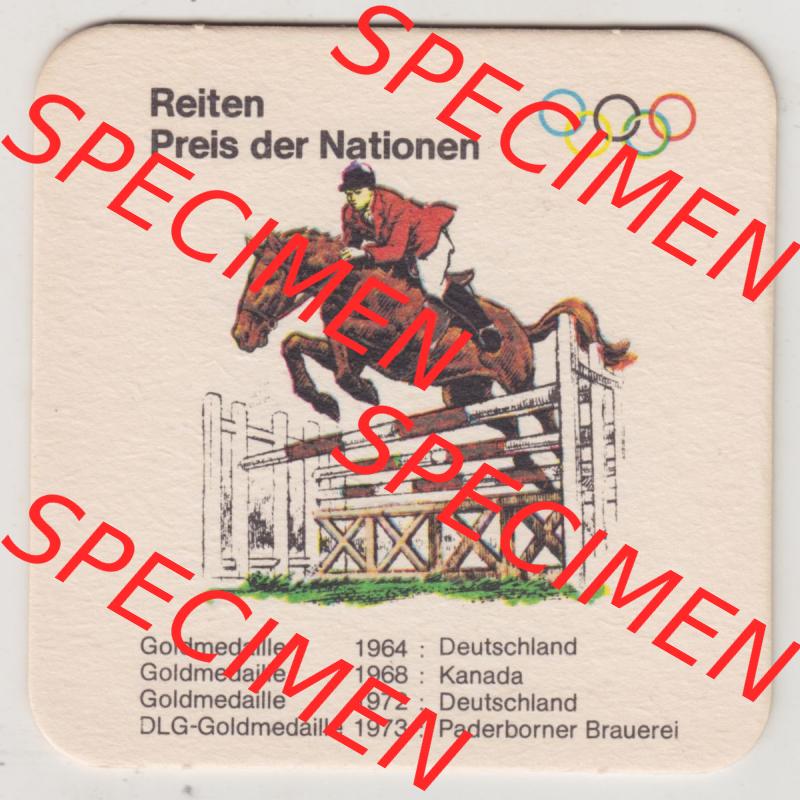 Reiten
Preis der Nationen
Goldmedaille 1964 : Deutschland
Goldmedaille 1968 : Kanada
Goldmedaille 1972 : Deutschland
DLG-Goldmedaille 1973 : Paderborner Brauerei
SPECIMEN
SPECIMEN
SPECIMEN
SPECIMEN